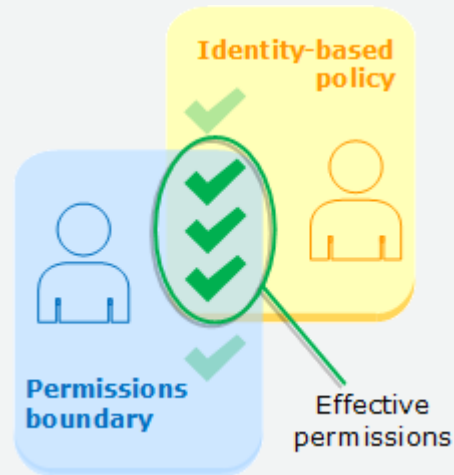 Identity-based
policy
Permissions
boundary
Effective
permissions